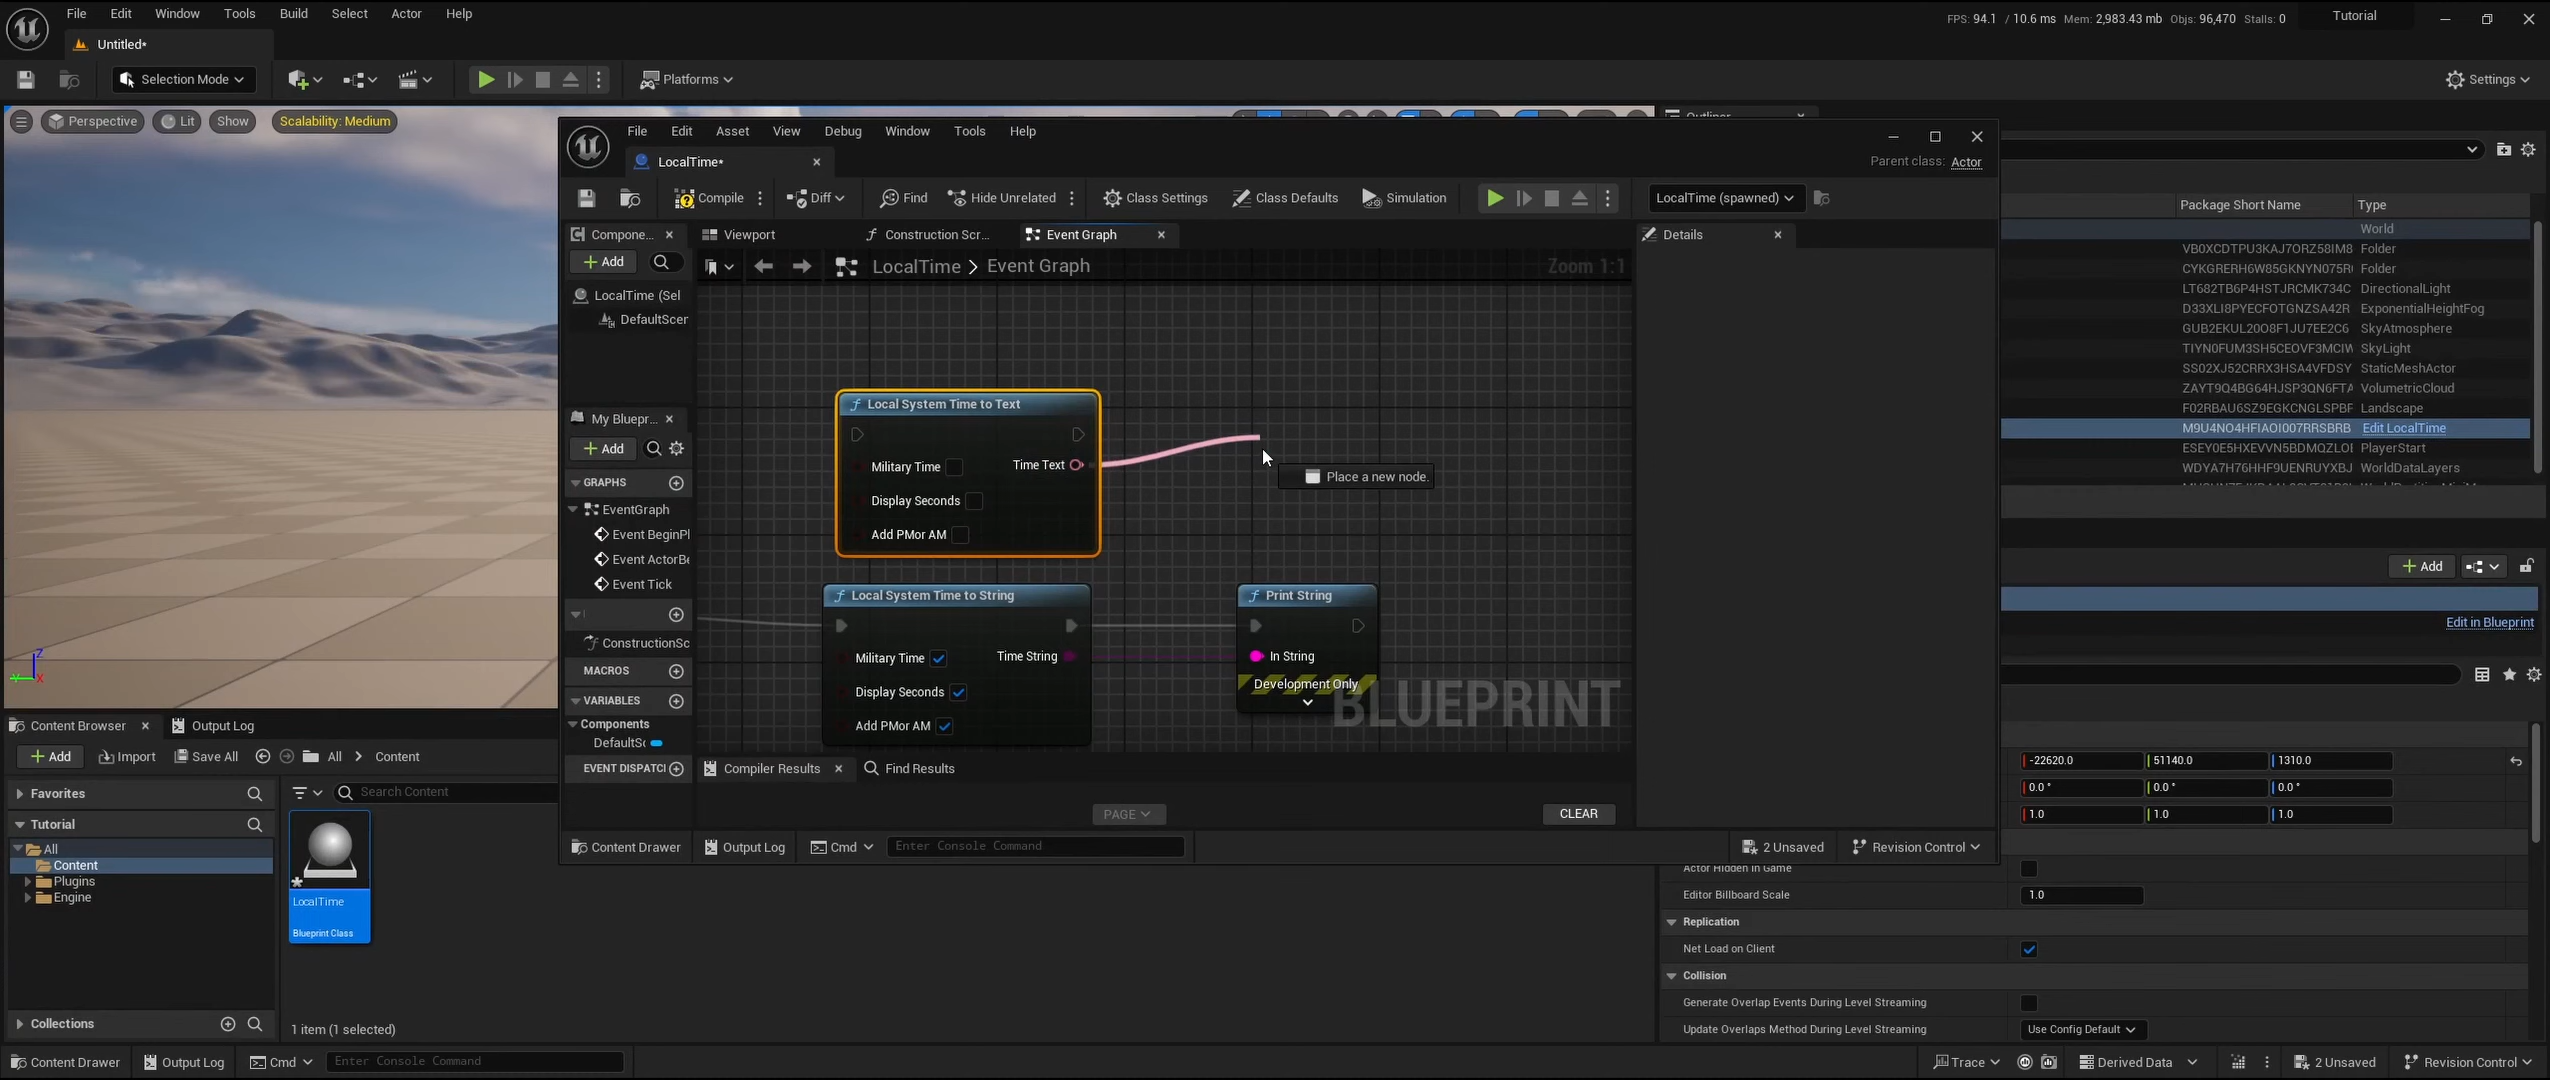 File Edit Window Tools Build Select Actor Help
FPS: 94.1 / 10.6 ms Mem: 2,983.43 mb Objs: 96,470 Stalls: 0 Tutorial
Untitled*
Selection Mode Platforms Settings
Perspective Lit Show Scalability: Medium
Outliner
File Edit Asset View Debug Window Tools Help
LocalTime*
Parent class: Actor
Compile Diff Find Hide Unrelated Class Settings Class Defaults Simulation LocalTime (spawned)
Compone... Viewport Construction Scr... Event Graph Details
Add
LocalTime > Event Graph Zoom 1:1
LocalTime (Sel
DefaultScer
My Bluepr...
Add
GRAPHS
EventGraph
Event BeginPl
Event ActorBe
Event Tick
ConstructionSc
MACROS
VARIABLES
Components
DefaultSc
EVENT DISPATCI
Local System Time to Text
Military Time Time Text
Display Seconds
Add PMor AM
Place a new node.
Local System Time to String
Military Time Time String
Display Seconds
Add PMor AM
Print String
In String
Development Only
BLUEPRINT
Compiler Results Find Results
PAGE CLEAR
Content Drawer Output Log Cmd Enter Console Command 2 Unsaved Revision Control
Package Short Name Type
World
VB0XCDTPU3KAJ7ORZ58IM8 Folder
CYKGRERH6W85GKNYN075R Folder
LT682TB6P4HSTJRCMK734C DirectionalLight
D33XLI8PYECFOTGNZSA42R ExponentialHeightFog
GUB2EKUL20O8F1JU7EE2C6 SkyAtmosphere
TIYN0FUM3SH5CEOVF3MCIW SkyLight
SS02XJ52CRRX3HSA4VFDSY StaticMeshActor
ZAYT9Q4BG64HJSP3QN6FTA VolumetricCloud
F02RBAU6SZ9EGKCNGLSPBF Landscape
M9U4NO4HFIAOI007RRSBRB Edit LocalTime
ESEY0E5HXEVVN5BDMQZLOI PlayerStart
WDYA7H76HHF9UENRUYXBJ WorldDataLayers
Add
Edit in Blueprint
-22620.0 51140.0 1310.0
0.0 ° 0.0 ° 0.0 °
1.0 1.0 1.0
Actor Hidden In Game
Editor Billboard Scale 1.0
Replication
Net Load on Client
Collision
Generate Overlap Events During Level Streaming
Update Overlaps Method During Level Streaming Use Config Default
Content Browser Output Log
Add Import Save All All > Content
Favorites Search Content
Tutorial
All
Content
Plugins
Engine
Collections
LocalTime
Blueprint Class
1 item (1 selected)
Content Drawer Output Log Cmd Enter Console Command Trace Derived Data 2 Unsaved Revision Control